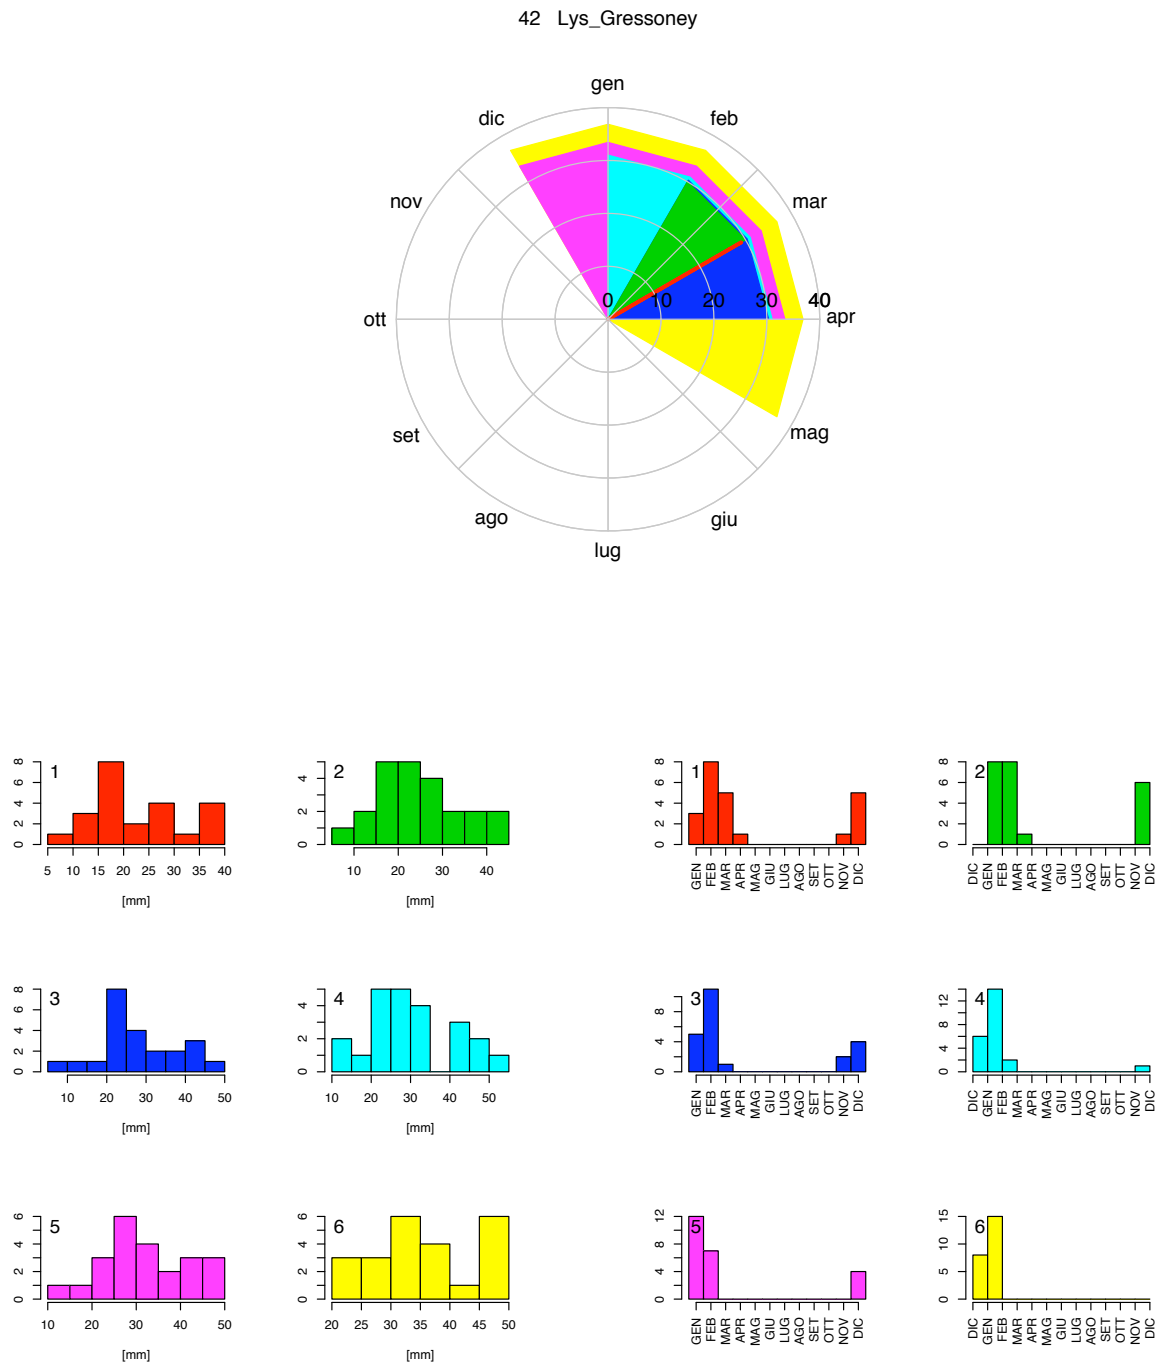 42 Lys_Gressoney
gen
dic feb
nov mar
0 10 20 30 40
ott apr
set mag
ago giu
lug
1
0 2 4 6 8
5 10 15 20 25 30 35 40
[mm]
2
0 2 4
10 20 30 40
[mm]
1
0 2 4 6 8
GEN FEB MAR APR MAG GIU LUG AGO SET OTT NOV DIC
2
0 2 4 6 8
DIC GEN FEB MAR APR MAG GIU LUG AGO SET OTT NOV DIC
3
0 2 4 6 8
10 20 30 40 50
[mm]
4
0 2 4
10 20 30 40 50
[mm]
3
0 4 8
GEN FEB MAR APR MAG GIU LUG AGO SET OTT NOV DIC
4
0 4 8 12
DIC GEN FEB MAR APR MAG GIU LUG AGO SET OTT NOV DIC
5
0 2 4 6
10 20 30 40 50
[mm]
6
0 2 4 6
20 25 30 35 40 45 50
[mm]
5
0 4 8 12
GEN FEB MAR APR MAG GIU LUG AGO SET OTT NOV DIC
6
0 5 10 15
DIC GEN FEB MAR APR MAG GIU LUG AGO SET OTT NOV DIC